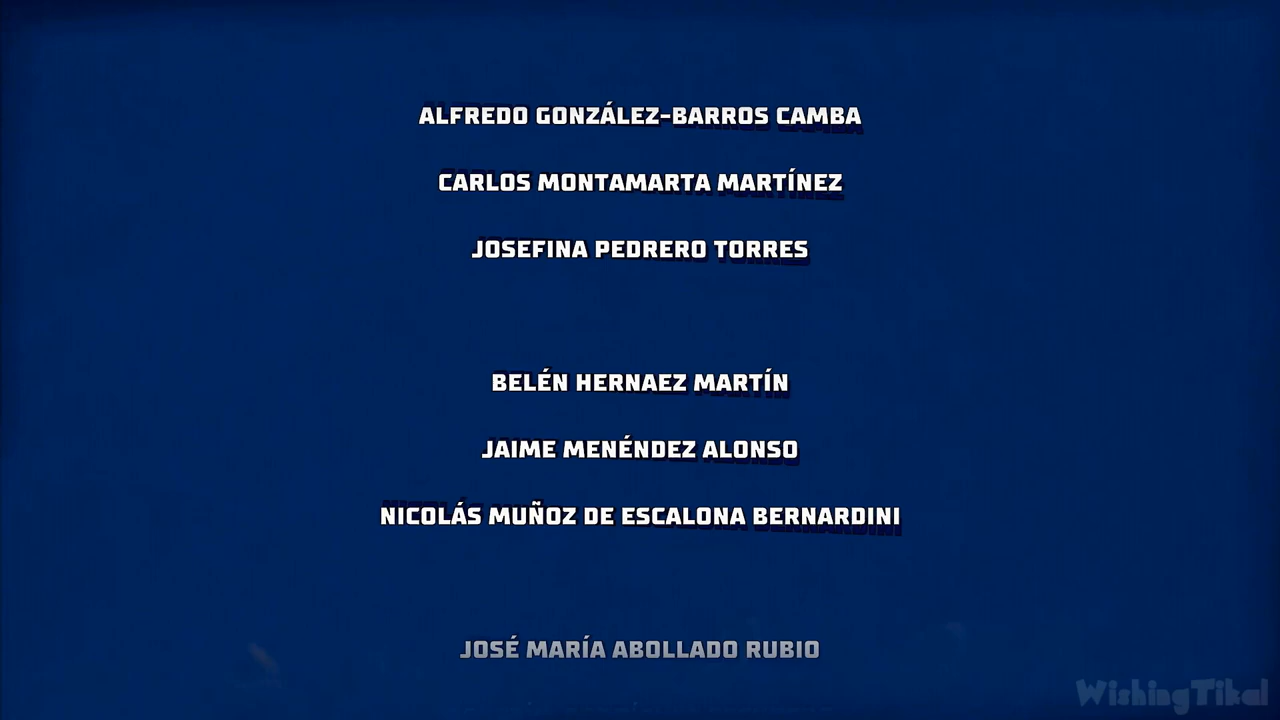 ALFREDO GONZÁLEZ-BARROS CAMBA
CARLOS MONTAMARTA MARTÍNEZ
JOSEFINA PEDRERO TORRES
BELÉN HERNAEZ MARTÍN
JAIME MENÉNDEZ ALONSO
NICOLÁS MUÑOZ DE ESCALONA BERNARDINI
JOSÉ MARÍA ABOLLADO RUBIO
WishingTikal